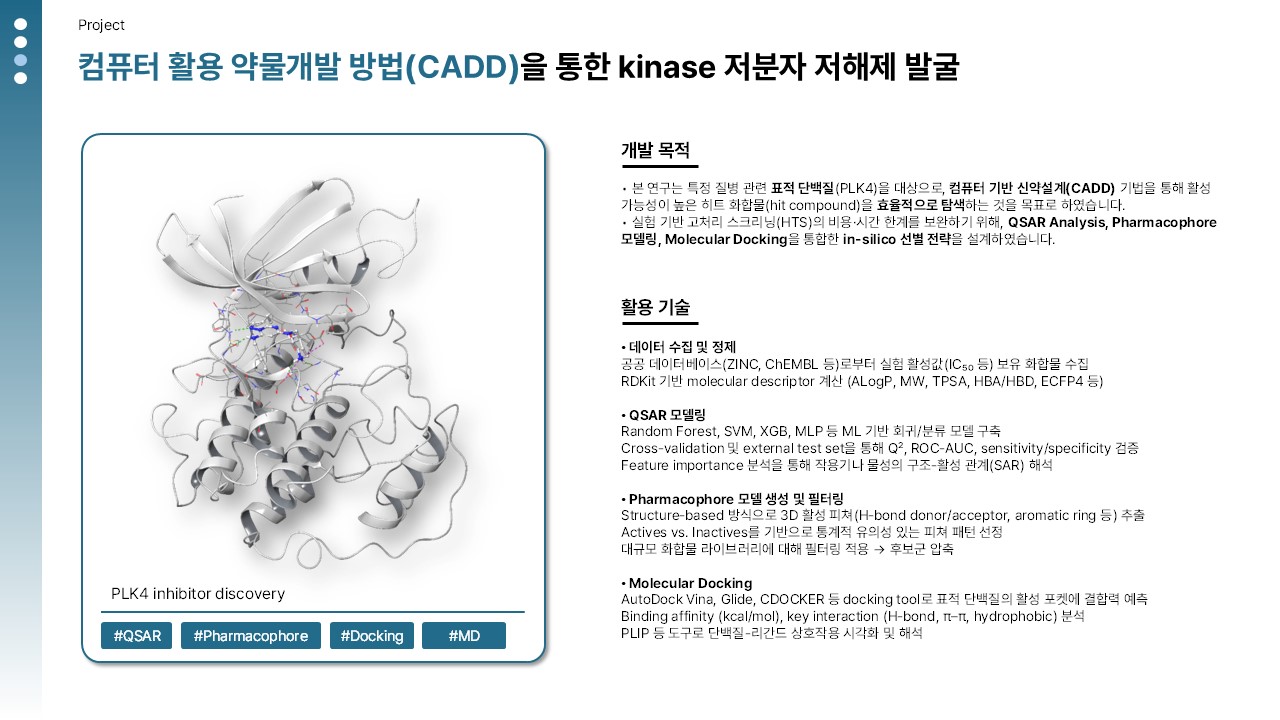 Project
컴퓨터 활용 약물개발 방법(CADD)을 통한 kinase 저분자 저해제 발굴
PLK4 inhibitor discovery
#QSAR #Pharmacophore #Docking #MD
개발 목적
• 본 연구는 특정 질병 관련 표적 단백질(PLK4)을 대상으로, 컴퓨터 기반 신약설계(CADD) 기법을 통해 활성
가능성이 높은 히트 화합물(hit compound)을 효율적으로 탐색하는 것을 목표로 하였습니다.
• 실험 기반 고처리 스크리닝(HTS)의 비용·시간 한계를 보완하기 위해, QSAR Analysis, Pharmacophore
모델링, Molecular Docking을 통합한 in-silico 선별 전략을 설계하였습니다.
활용 기술
• 데이터 수집 및 정제
공공 데이터베이스(ZINC, ChEMBL 등)로부터 실험 활성값(IC₅₀ 등) 보유 화합물 수집
RDKit 기반 molecular descriptor 계산 (ALogP, MW, TPSA, HBA/HBD, ECFP4 등)
• QSAR 모델링
Random Forest, SVM, XGB, MLP 등 ML 기반 회귀/분류 모델 구축
Cross-validation 및 external test set을 통해 Q², ROC-AUC, sensitivity/specificity 검증
Feature importance 분석을 통해 작용기나 물성의 구조-활성 관계(SAR) 해석
• Pharmacophore 모델 생성 및 필터링
Structure-based 방식으로 3D 활성 피쳐(H-bond donor/acceptor, aromatic ring 등) 추출
Actives vs. Inactives를 기반으로 통계적 유의성 있는 피쳐 패턴 선정
대규모 화합물 라이브러리에 대해 필터링 적용 → 후보군 압축
• Molecular Docking
AutoDock Vina, Glide, CDOCKER 등 docking tool로 표적 단백질의 활성 포켓에 결합력 예측
Binding affinity (kcal/mol), key interaction (H-bond, π–π, hydrophobic) 분석
PLIP 등 도구로 단백질-리간드 상호작용 시각화 및 해석